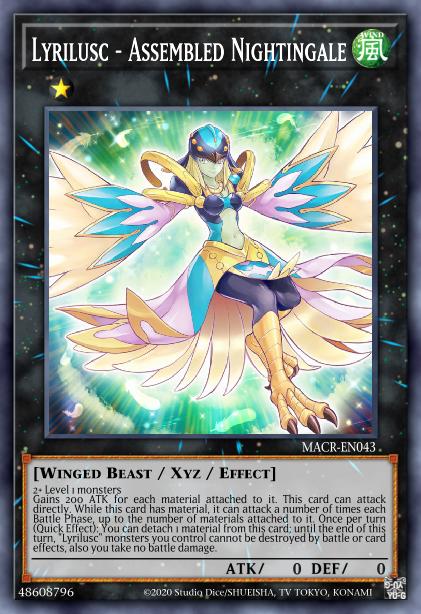 LYRILUSC - ASSEMBLED NIGHTINGALE
WIND
風
MACR-EN043
[WINGED BEAST / XYZ / EFFECT]
2+ Level 1 monsters
Gains 200 ATK for each material attached to it. This card can attack
directly. While this card has material, it can attack a number of times each
Battle Phase, up to the number of materials attached to it. Once per turn
(Quick Effect): You can detach 1 material from this card; until the end of this
turn, "Lyrilusc" monsters you control cannot be destroyed by battle or card
effects, also you take no battle damage.
ATK/ 0 DEF/ 0
48608796
©2020 Studio Dice/SHUEISHA, TV TOKYO, KONAMI